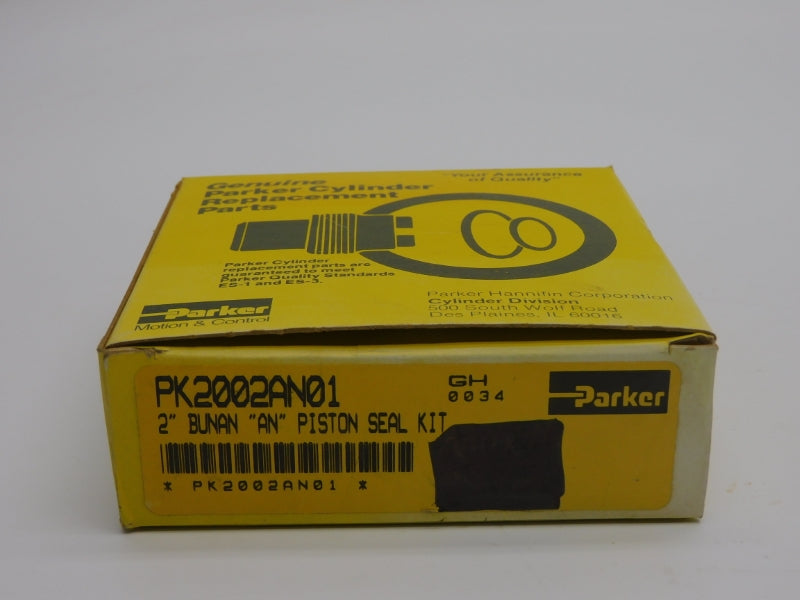 Genuine
Parker Cylinder
Replacement
Parts
"Your Assurance
of Quality"
Parker Cylinder
replacement parts are
guaranteed to meet
Parker Quality Standards
ES-1 and ES-3.
Parker
Motion & Control
Parker Hannifin Corporation
Cylinder Division
500 South Wolf Road
Des Plaines, IL 60016
PK2002AN01
GH
0034
Parker
2" BUNAN "AN" PISTON SEAL KIT
* PK2002AN01 *